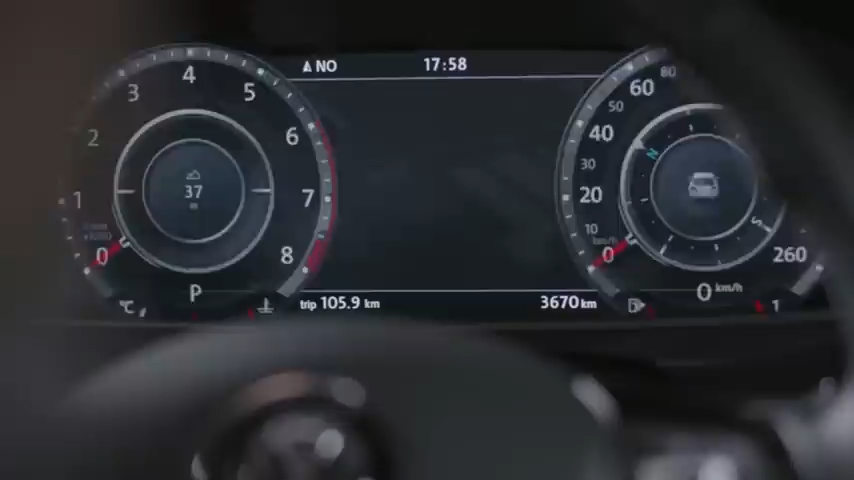 NO 17:58
1 2 3 4 5 6 7 8
0
37
P
°C
trip 105.9 km 3670 km
0 10 20 30 40 50 60 80
km/h
260
N
S
0 km/h
1